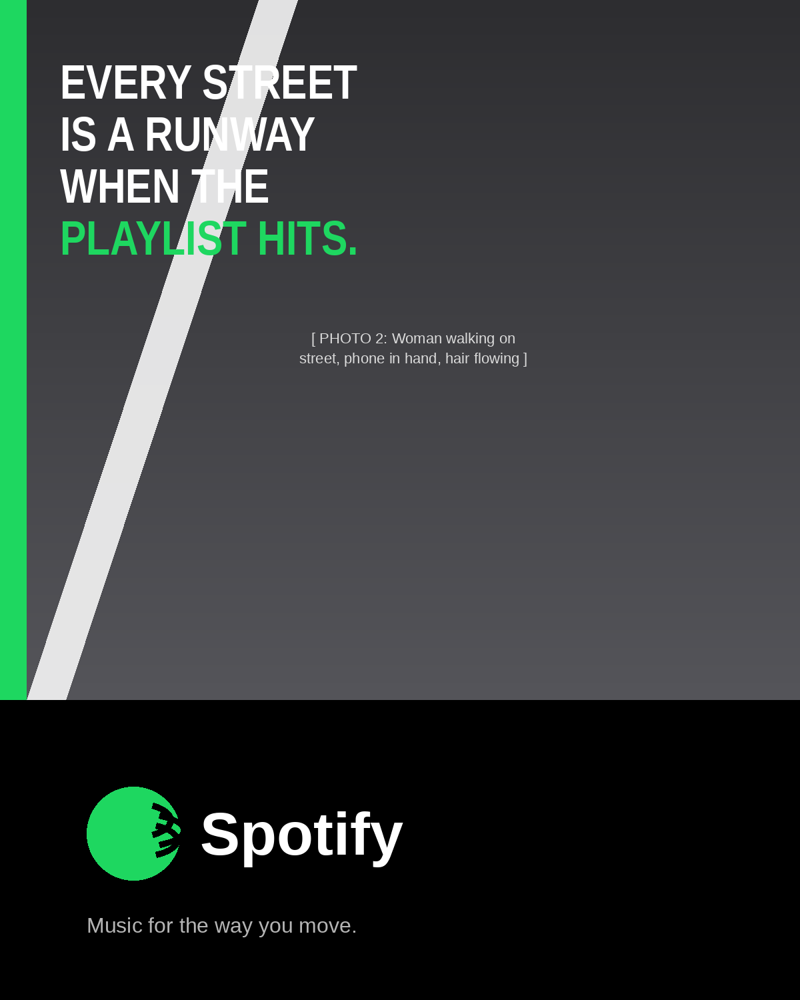 EVERY STREET
IS A RUNWAY
WHEN THE
PLAYLIST HITS.
[ PHOTO 2: Woman walking on
street, phone in hand, hair flowing ]
Spotify
Music for the way you move.